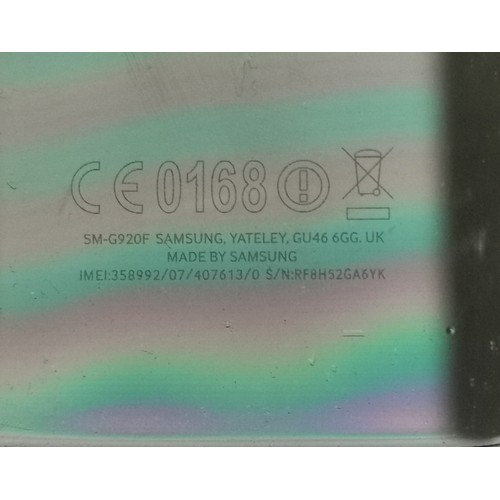 CE0168
SM-G920F SAMSUNG, YATELEY, GU46 6GG. UK
MADE BY SAMSUNG
IMEI:358992/07/407613/0 S/N:RF8H52GA6YK